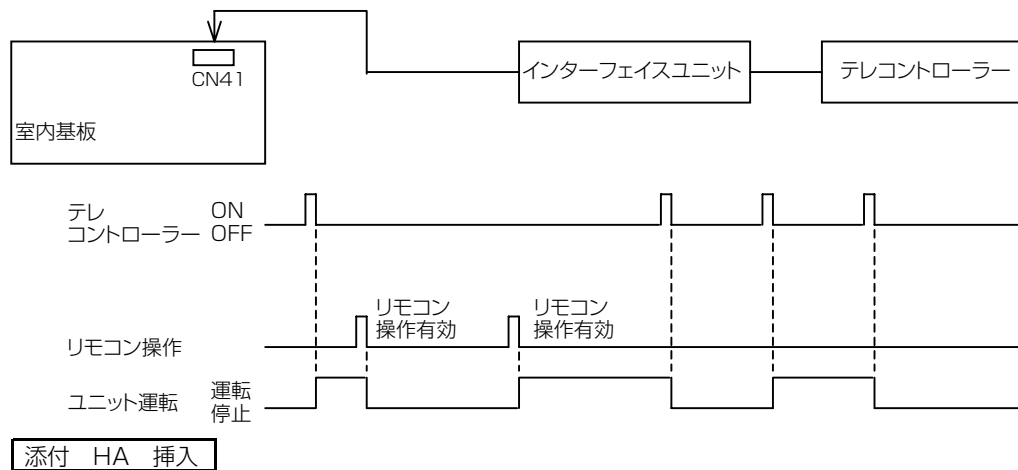 CN41
室内基板
インターフェイスユニット
テレコントローラー
テレ ON
コントローラー OFF
リモコン
操作有効
リモコン
操作有効
リモコン操作
ユニット運転 運転
停止
添付 HA 挿入